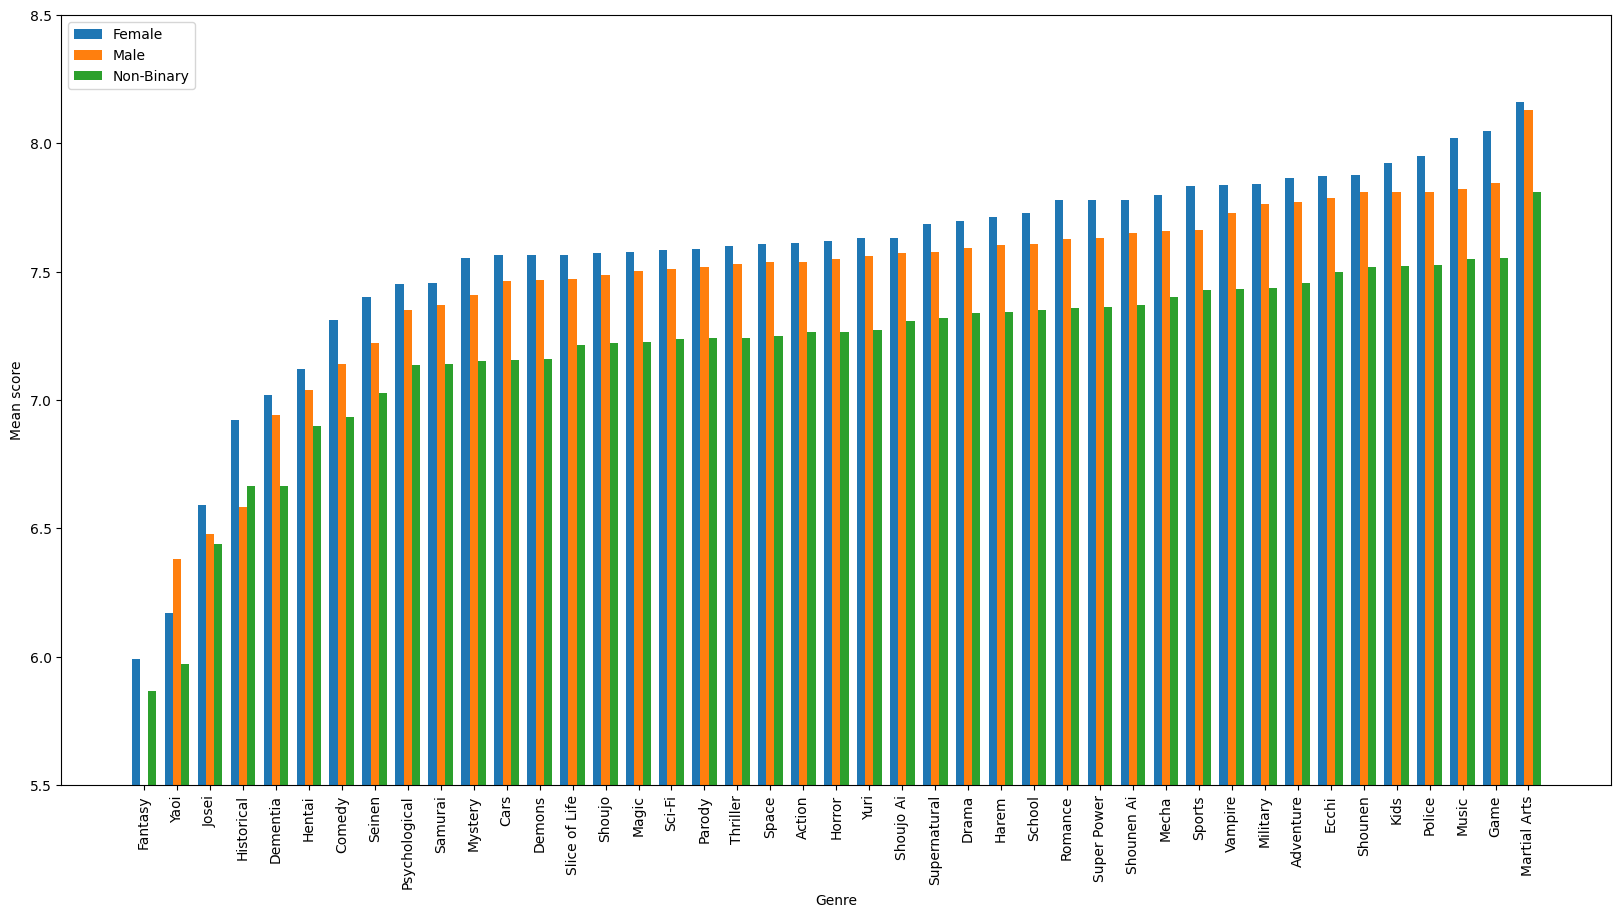 8.5
8.0
7.5
7.0
6.5
6.0
5.5
Mean score
Female
Male
Non-Binary
Fantasy
Yaoi
Josei
Historical
Dementia
Hentai
Comedy
Seinen
Psychological
Samurai
Mystery
Cars
Demons
Slice of Life
Shoujo
Magic
Sci-Fi
Parody
Thriller
Space
Action
Horror
Yuri
Shoujo Ai
Supernatural
Drama
Harem
School
Romance
Super Power
Shounen Ai
Mecha
Sports
Vampire
Military
Adventure
Ecchi
Shounen
Kids
Police
Music
Game
Martial Arts
Genre